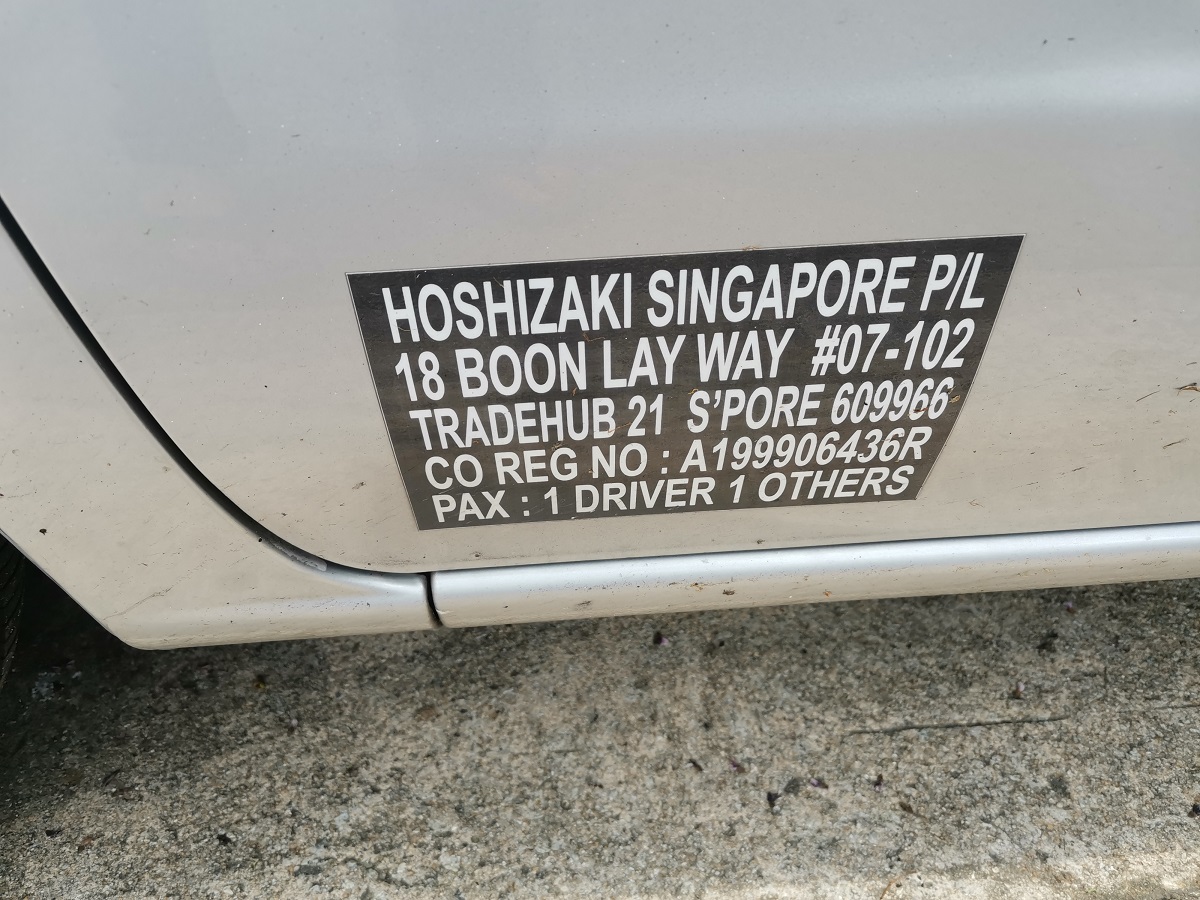 HOSHIZAKI SINGAPORE P/L
18 BOON LAY WAY #07-102
TRADEHUB 21 S'PORE 609966
CO REG NO : A199906436R
PAX : 1 DRIVER 1 OTHERS